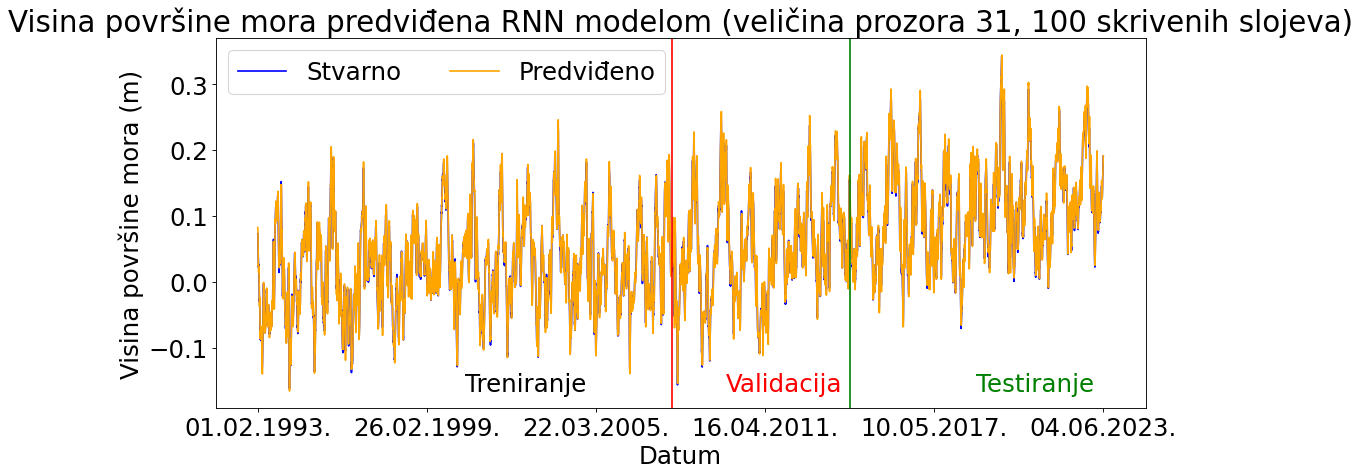 Visina površine mora predviđena RNN modelom (veličina prozora 31, 100 skrivenih slojeva)
Stvarno
Predviđeno
Visina površine mora (m)
0.3
0.2
0.1
0.0
−0.1
Treniranje
Validacija
Testiranje
01.02.1993.
26.02.1999.
22.03.2005.
16.04.2011.
10.05.2017.
04.06.2023.
Datum